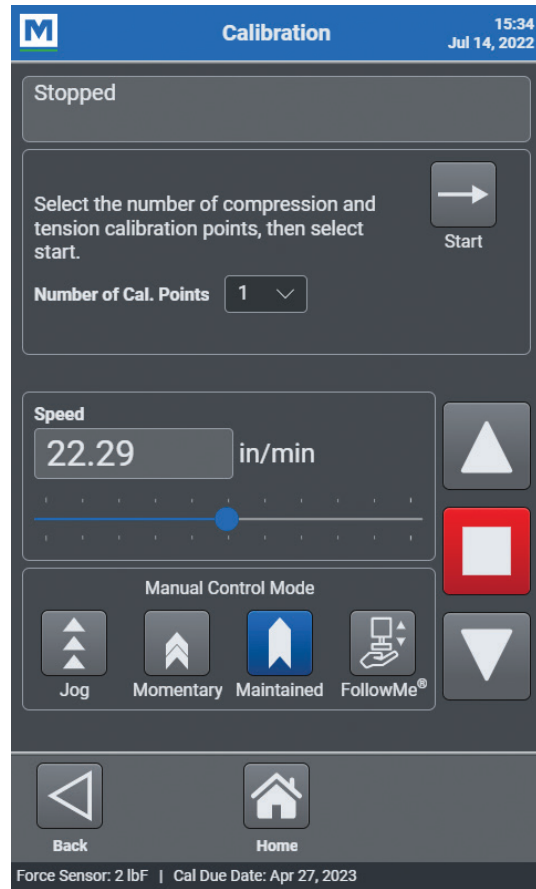 M
Calibration
15:34
Jul 14, 2022
Stopped
Select the number of compression and
tension calibration points, then select
start.
Start
Number of Cal. Points 1
Speed
22.29 in/min
Manual Control Mode
Jog Momentary Maintained FollowMe®
Back Home
Force Sensor: 2 lbF | Cal Due Date: Apr 27, 2023